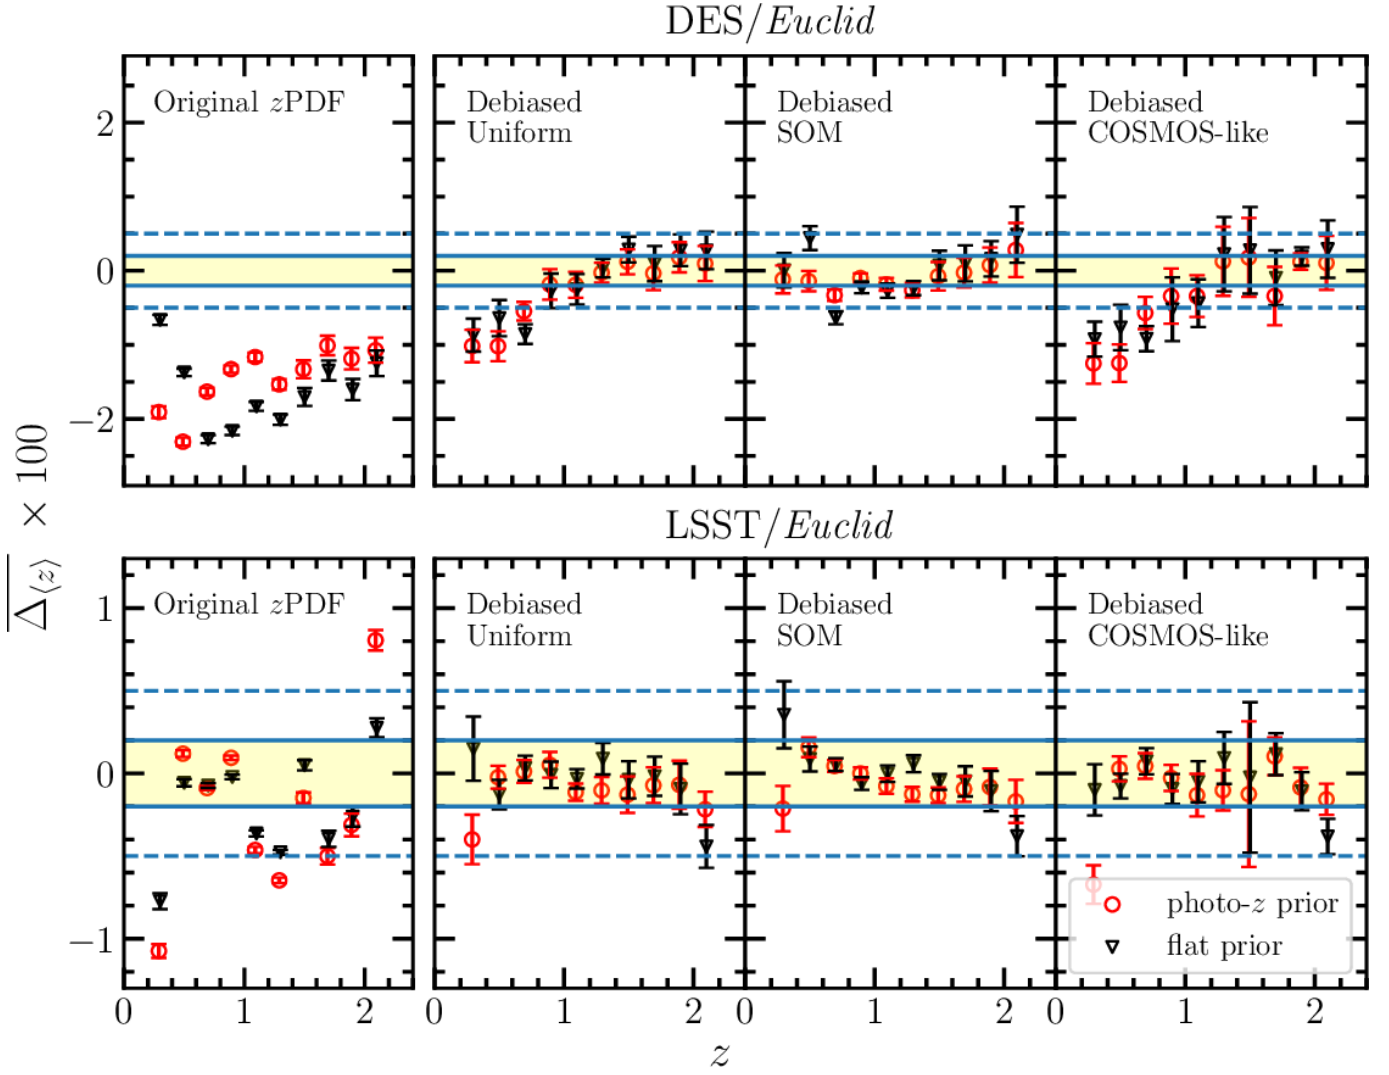 DES/Euclid
Original zPDF
Debiased
Uniform
Debiased
SOM
Debiased
COSMOS-like
2
0
−2
Δ⟨z⟩ × 100
LSST/Euclid
Original zPDF
Debiased
Uniform
Debiased
SOM
Debiased
COSMOS-like
1
0
−1
photo-z prior
flat prior
0 1 2 0 1 2 0 1 2 0 1 2
z